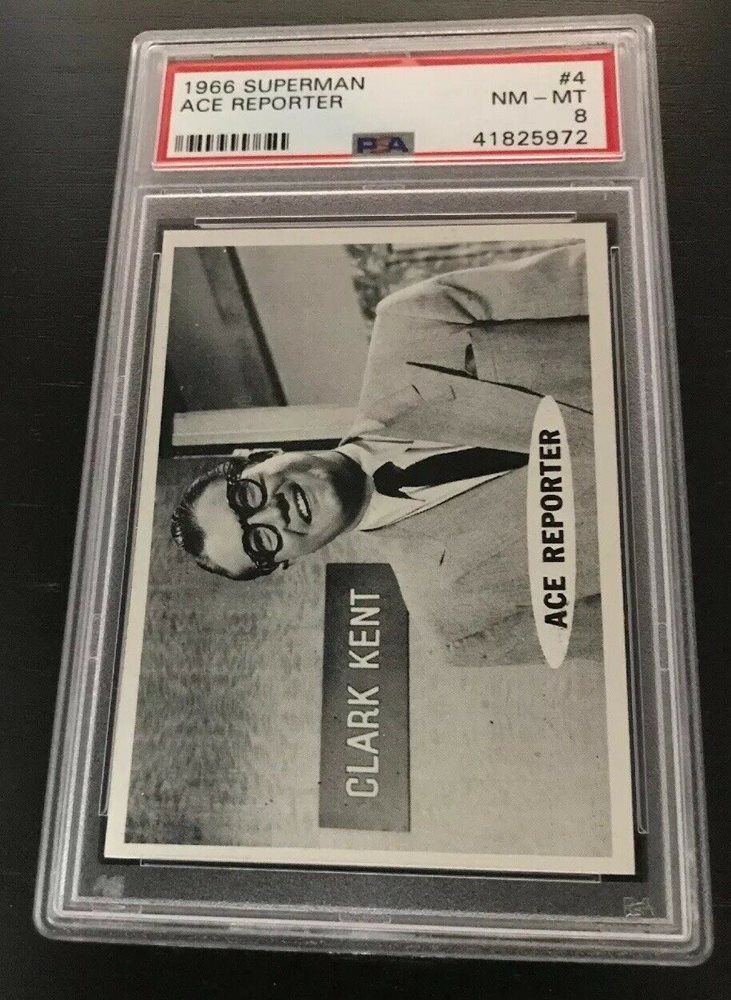 1966 SUPERMAN #4
ACE REPORTER NM - MT
8
PSA 41825972
CLARK KENT
ACE REPORTER